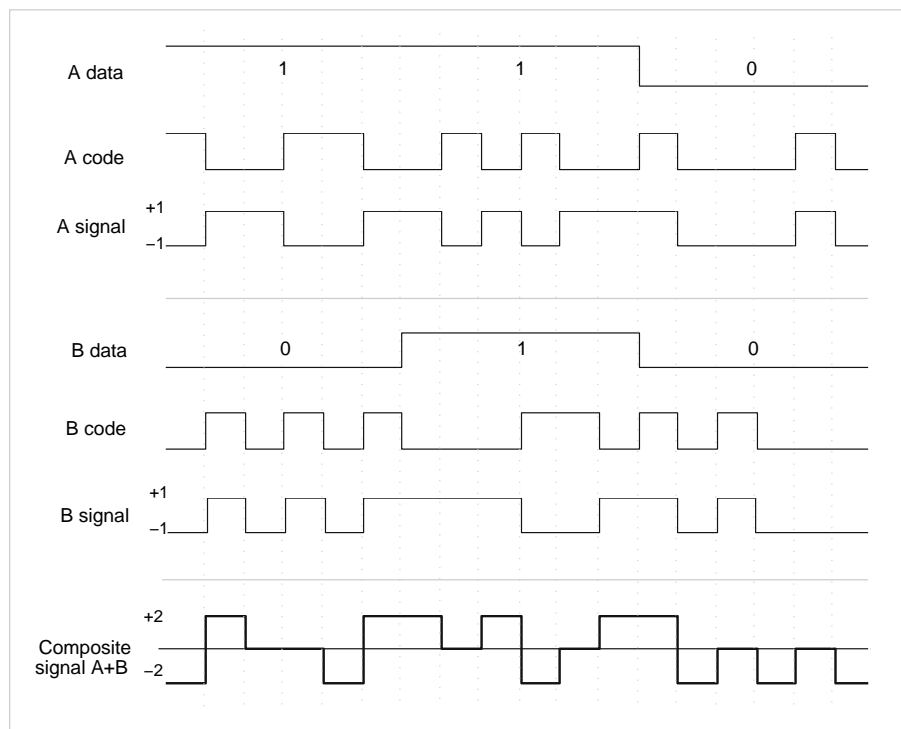 A data
1 1 0
A code
+1
A signal
−1
B data
0 1 0
B code
+1
B signal
−1
+2
Composite
signal A+B
−2